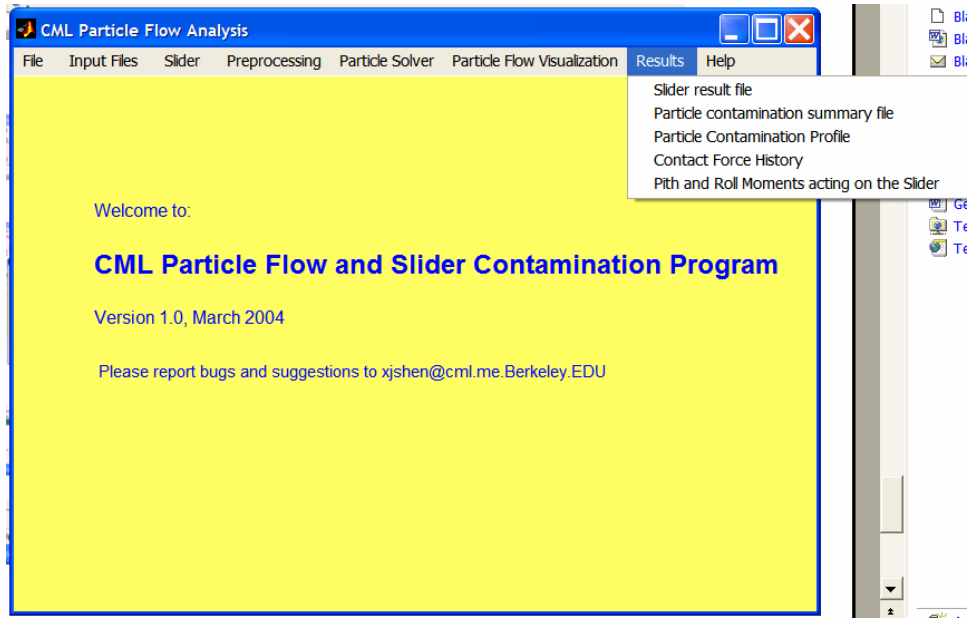 CML Particle Flow Analysis
File Input Files Slider Preprocessing Particle Solver Particle Flow Visualization Results Help
Slider result file
Particle contamination summary file
Particle Contamination Profile
Contact Force History
Pith and Roll Moments acting on the Slider
Welcome to:
CML Particle Flow and Slider Contamination Program
Version 1.0, March 2004
Please report bugs and suggestions to xjshen@cml.me.Berkeley.EDU